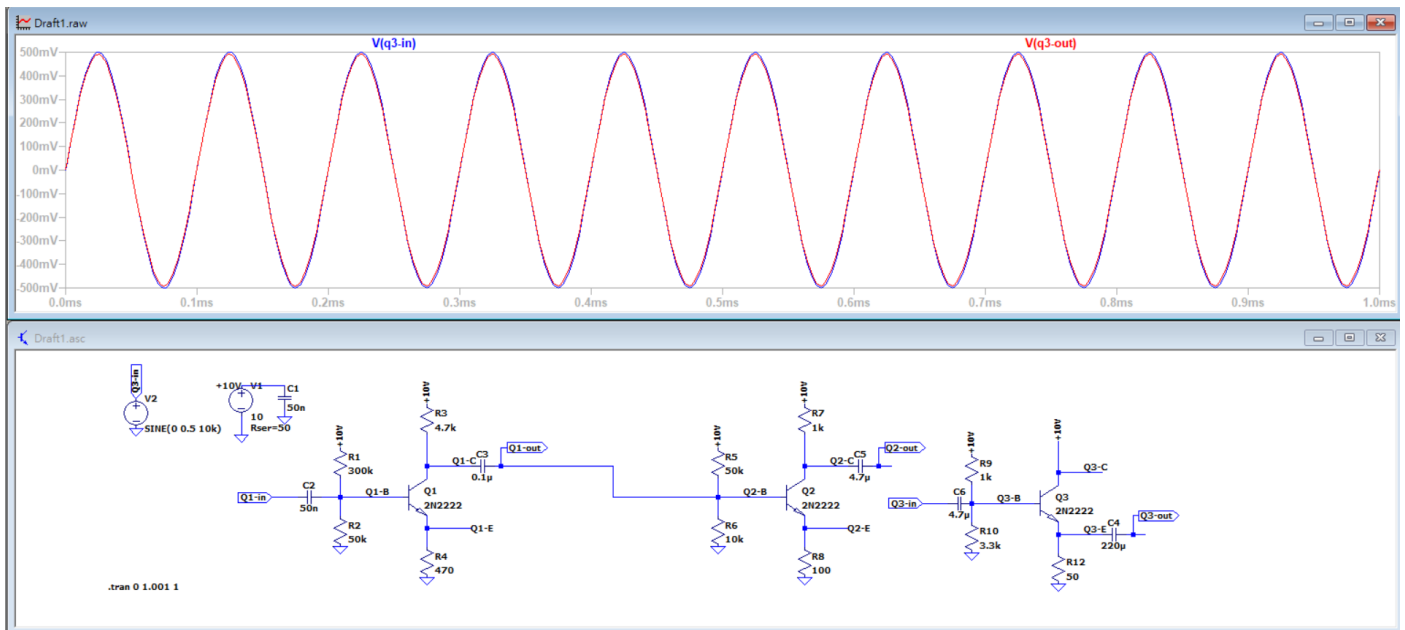 Draft1.raw
V(q3-in)
V(q3-out)
500mV
400mV
300mV
200mV
100mV
0mV
-100mV
-200mV
-300mV
-400mV
-500mV
0.0ms
0.1ms
0.2ms
0.3ms
0.4ms
0.5ms
0.6ms
0.7ms
0.8ms
0.9ms
1.0ms
Draft1.asc
Q3-in
V2
SINE(0 0.5 10k)
+10V
V1
10
Rser=50
C1
50n
+10V
R1
300k
Q1-in
C2
50n
Q1-B
R2
50k
+10V
R3
4.7k
Q1-C
C3
0.1µ
Q1-out
Q1
2N2222
Q1-E
R4
470
+10V
R5
50k
Q2-B
R6
10k
+10V
R7
1k
Q2-C
C5
4.7µ
Q2-out
Q2
2N2222
Q2-E
R8
100
Q3-in
C6
4.7µ
+10V
R9
1k
Q3-B
R10
3.3k
+10V
Q3-C
Q3
2N2222
Q3-E
C4
220µ
Q3-out
R12
50
.tran 0 1.001 1